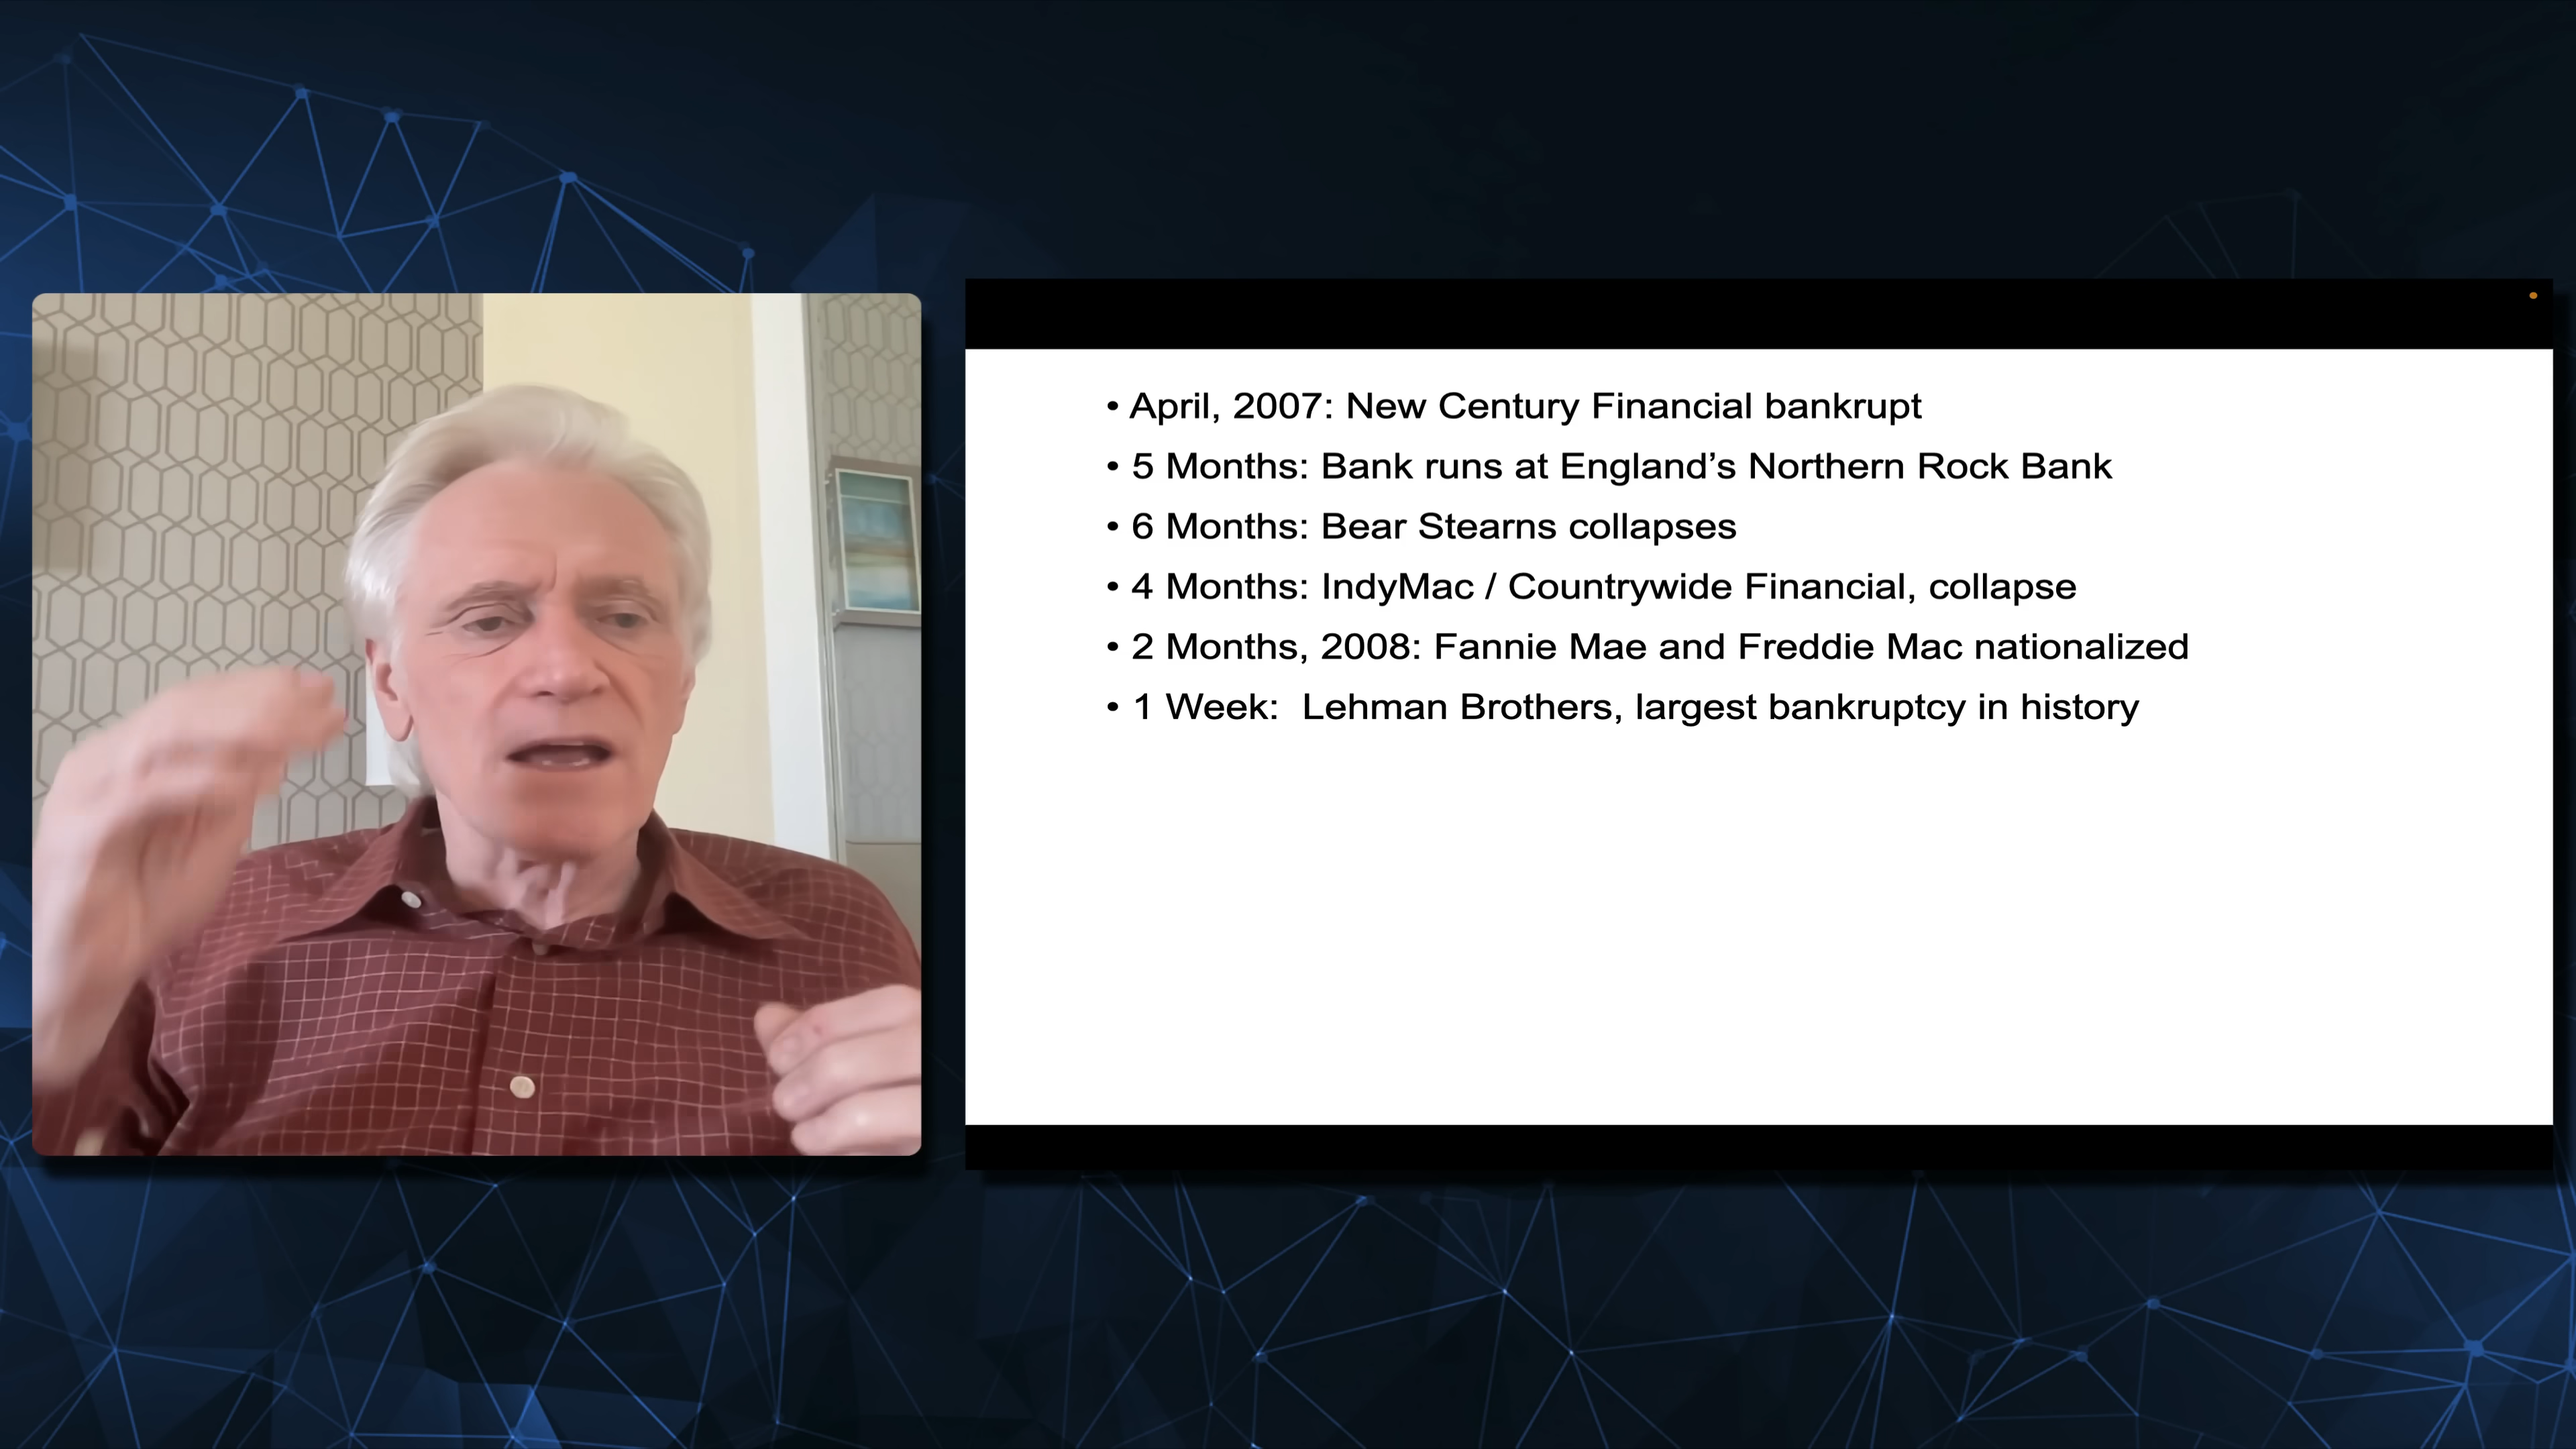 • April, 2007: New Century Financial bankrupt
• 5 Months: Bank runs at England’s Northern Rock Bank
• 6 Months: Bear Stearns collapses
• 4 Months: IndyMac / Countrywide Financial, collapse
• 2 Months, 2008: Fannie Mae and Freddie Mac nationalized
• 1 Week:  Lehman Brothers, largest bankruptcy in history